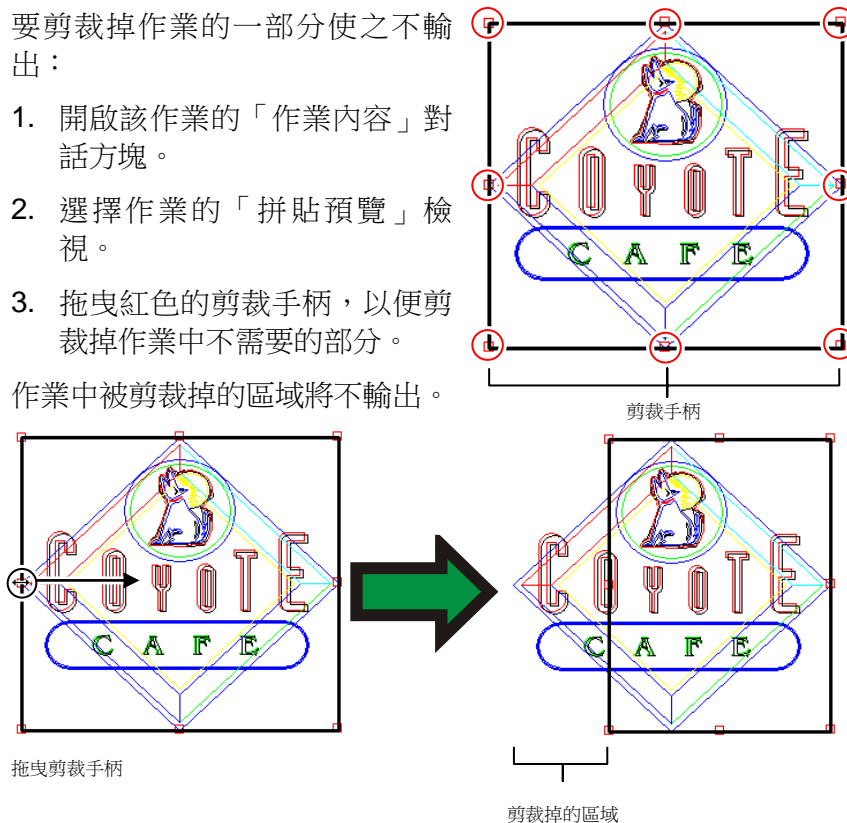 要剪裁掉作業的一部分使之不輸
出：
1. 開啟該作業的「作業內容」對
話方塊。
2. 選擇作業的「拼貼預覽」檢
視。
3. 拖曳紅色的剪裁手柄，以便剪
裁掉作業中不需要的部分。
作業中被剪裁掉的區域將不輸出。
COYOTE
CAFE
剪裁手柄
COYOTE
CAFE
拖曳剪裁手柄
COYOTE
CAFE
剪裁掉的區域